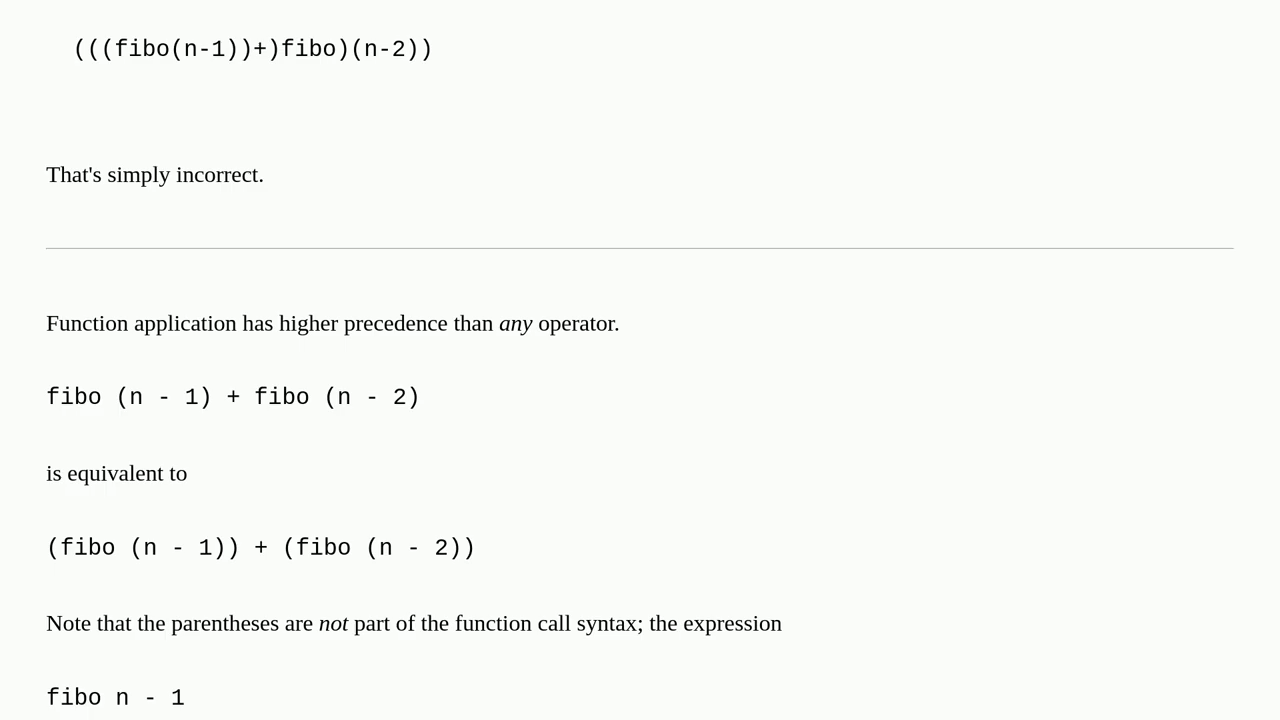 (((fibo(n-1))+)fibo)(n-2))
That's simply incorrect.
Function application has higher precedence than any operator.
fibo (n - 1) + fibo (n - 2)
is equivalent to
(fibo (n - 1)) + (fibo (n - 2))
Note that the parentheses are not part of the function call syntax; the expression
fibo n - 1